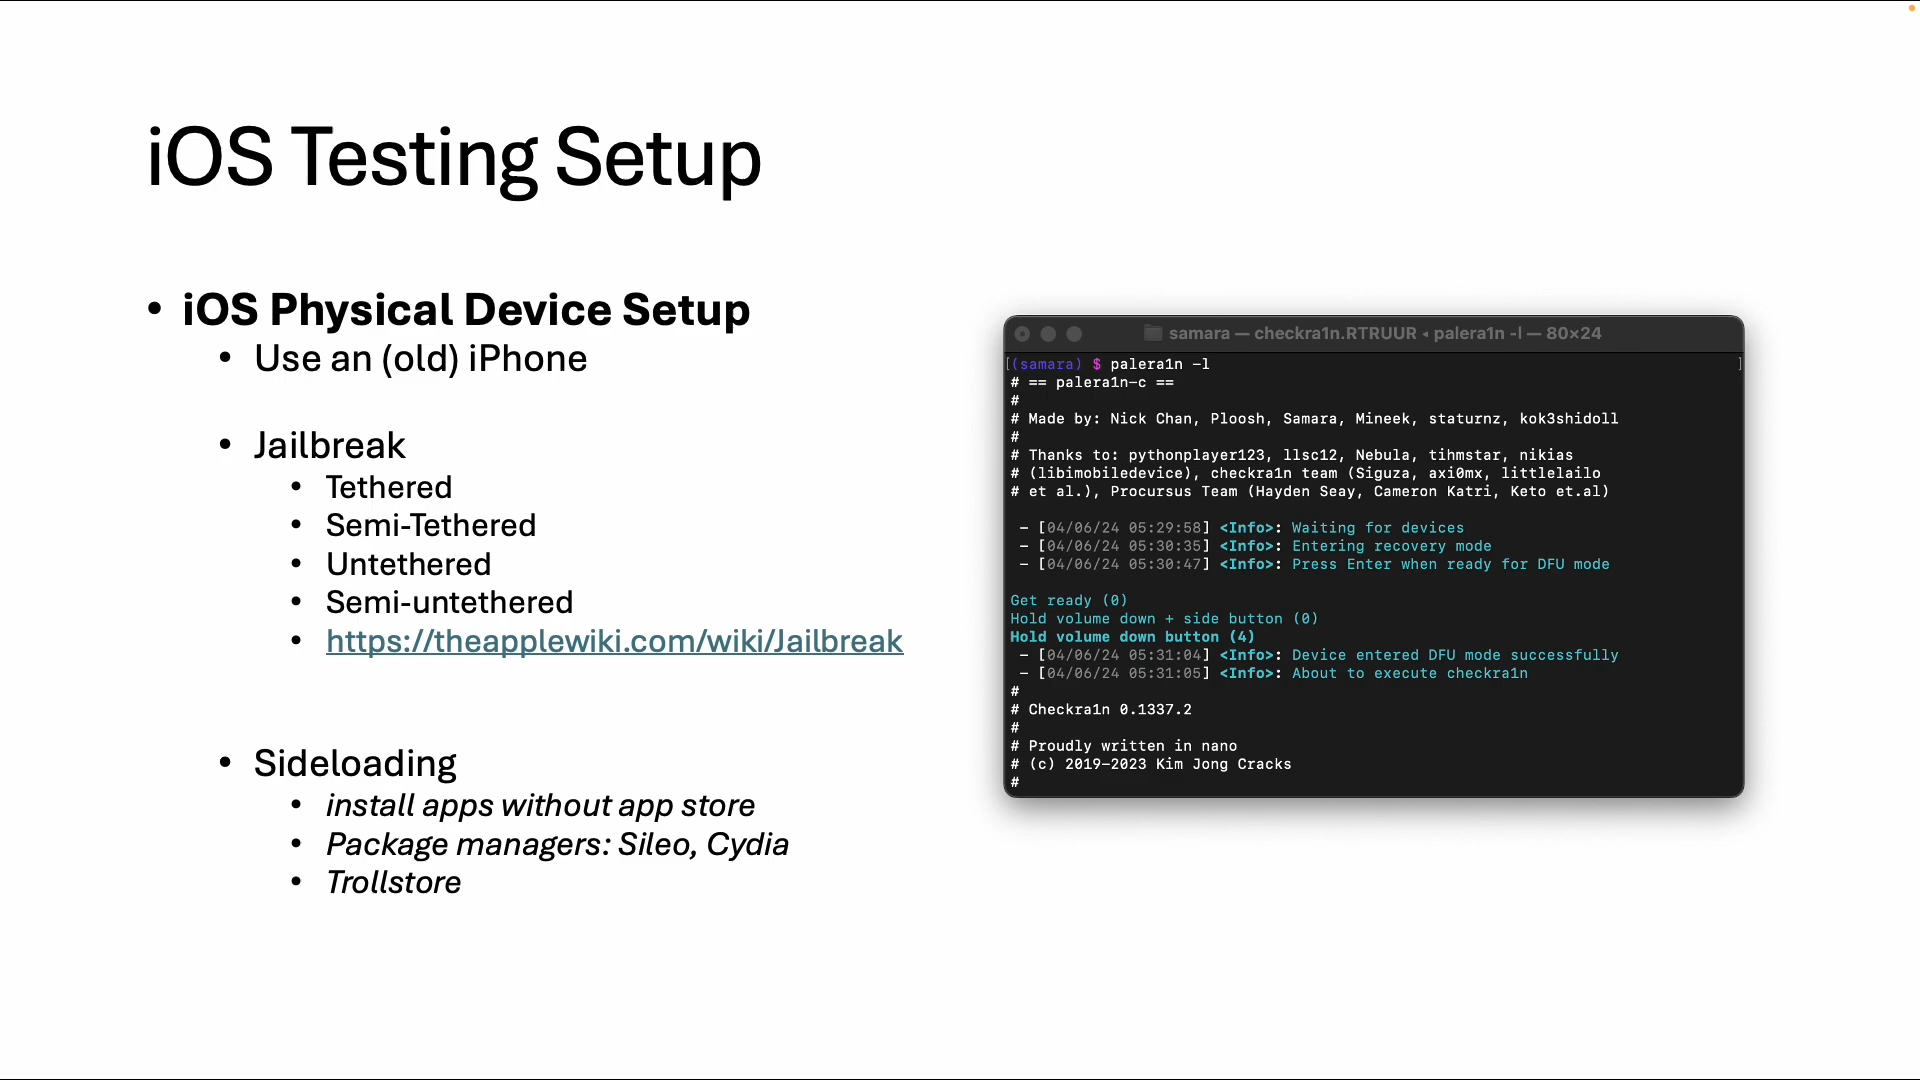 iOS Testing Setup
• iOS Physical Device Setup
• Use an (old) iPhone
• Jailbreak
• Tethered
• Semi-Tethered
• Untethered
• Semi-untethered
• https://theapplewiki.com/wiki/Jailbreak
• Sideloading
• install apps without app store
• Package managers: Sileo, Cydia
• Trollstore
samara — checkra1n.RTRUUR ◂ palera1n -l — 80×24
[(samara) $ palera1n -l ]
# == palera1n-c ==
#
# Made by: Nick Chan, Ploosh, Samara, Mineek, staturnz, kok3shidoll
#
# Thanks to: pythonplayer123, llsc12, Nebula, tihmstar, nikias
# (libimobiledevice), checkra1n team (Siguza, axi0mx, littlelailo
# et al.), Procursus Team (Hayden Seay, Cameron Katri, Keto et.al)
- [04/06/24 05:29:58] <Info>: Waiting for devices
- [04/06/24 05:30:35] <Info>: Entering recovery mode
- [04/06/24 05:30:47] <Info>: Press Enter when ready for DFU mode
Get ready (0)
Hold volume down + side button (0)
Hold volume down button (4)
- [04/06/24 05:31:04] <Info>: Device entered DFU mode successfully
- [04/06/24 05:31:05] <Info>: About to execute checkra1n
#
# Checkra1n 0.1337.2
#
# Proudly written in nano
# (c) 2019-2023 Kim Jong Cracks
#